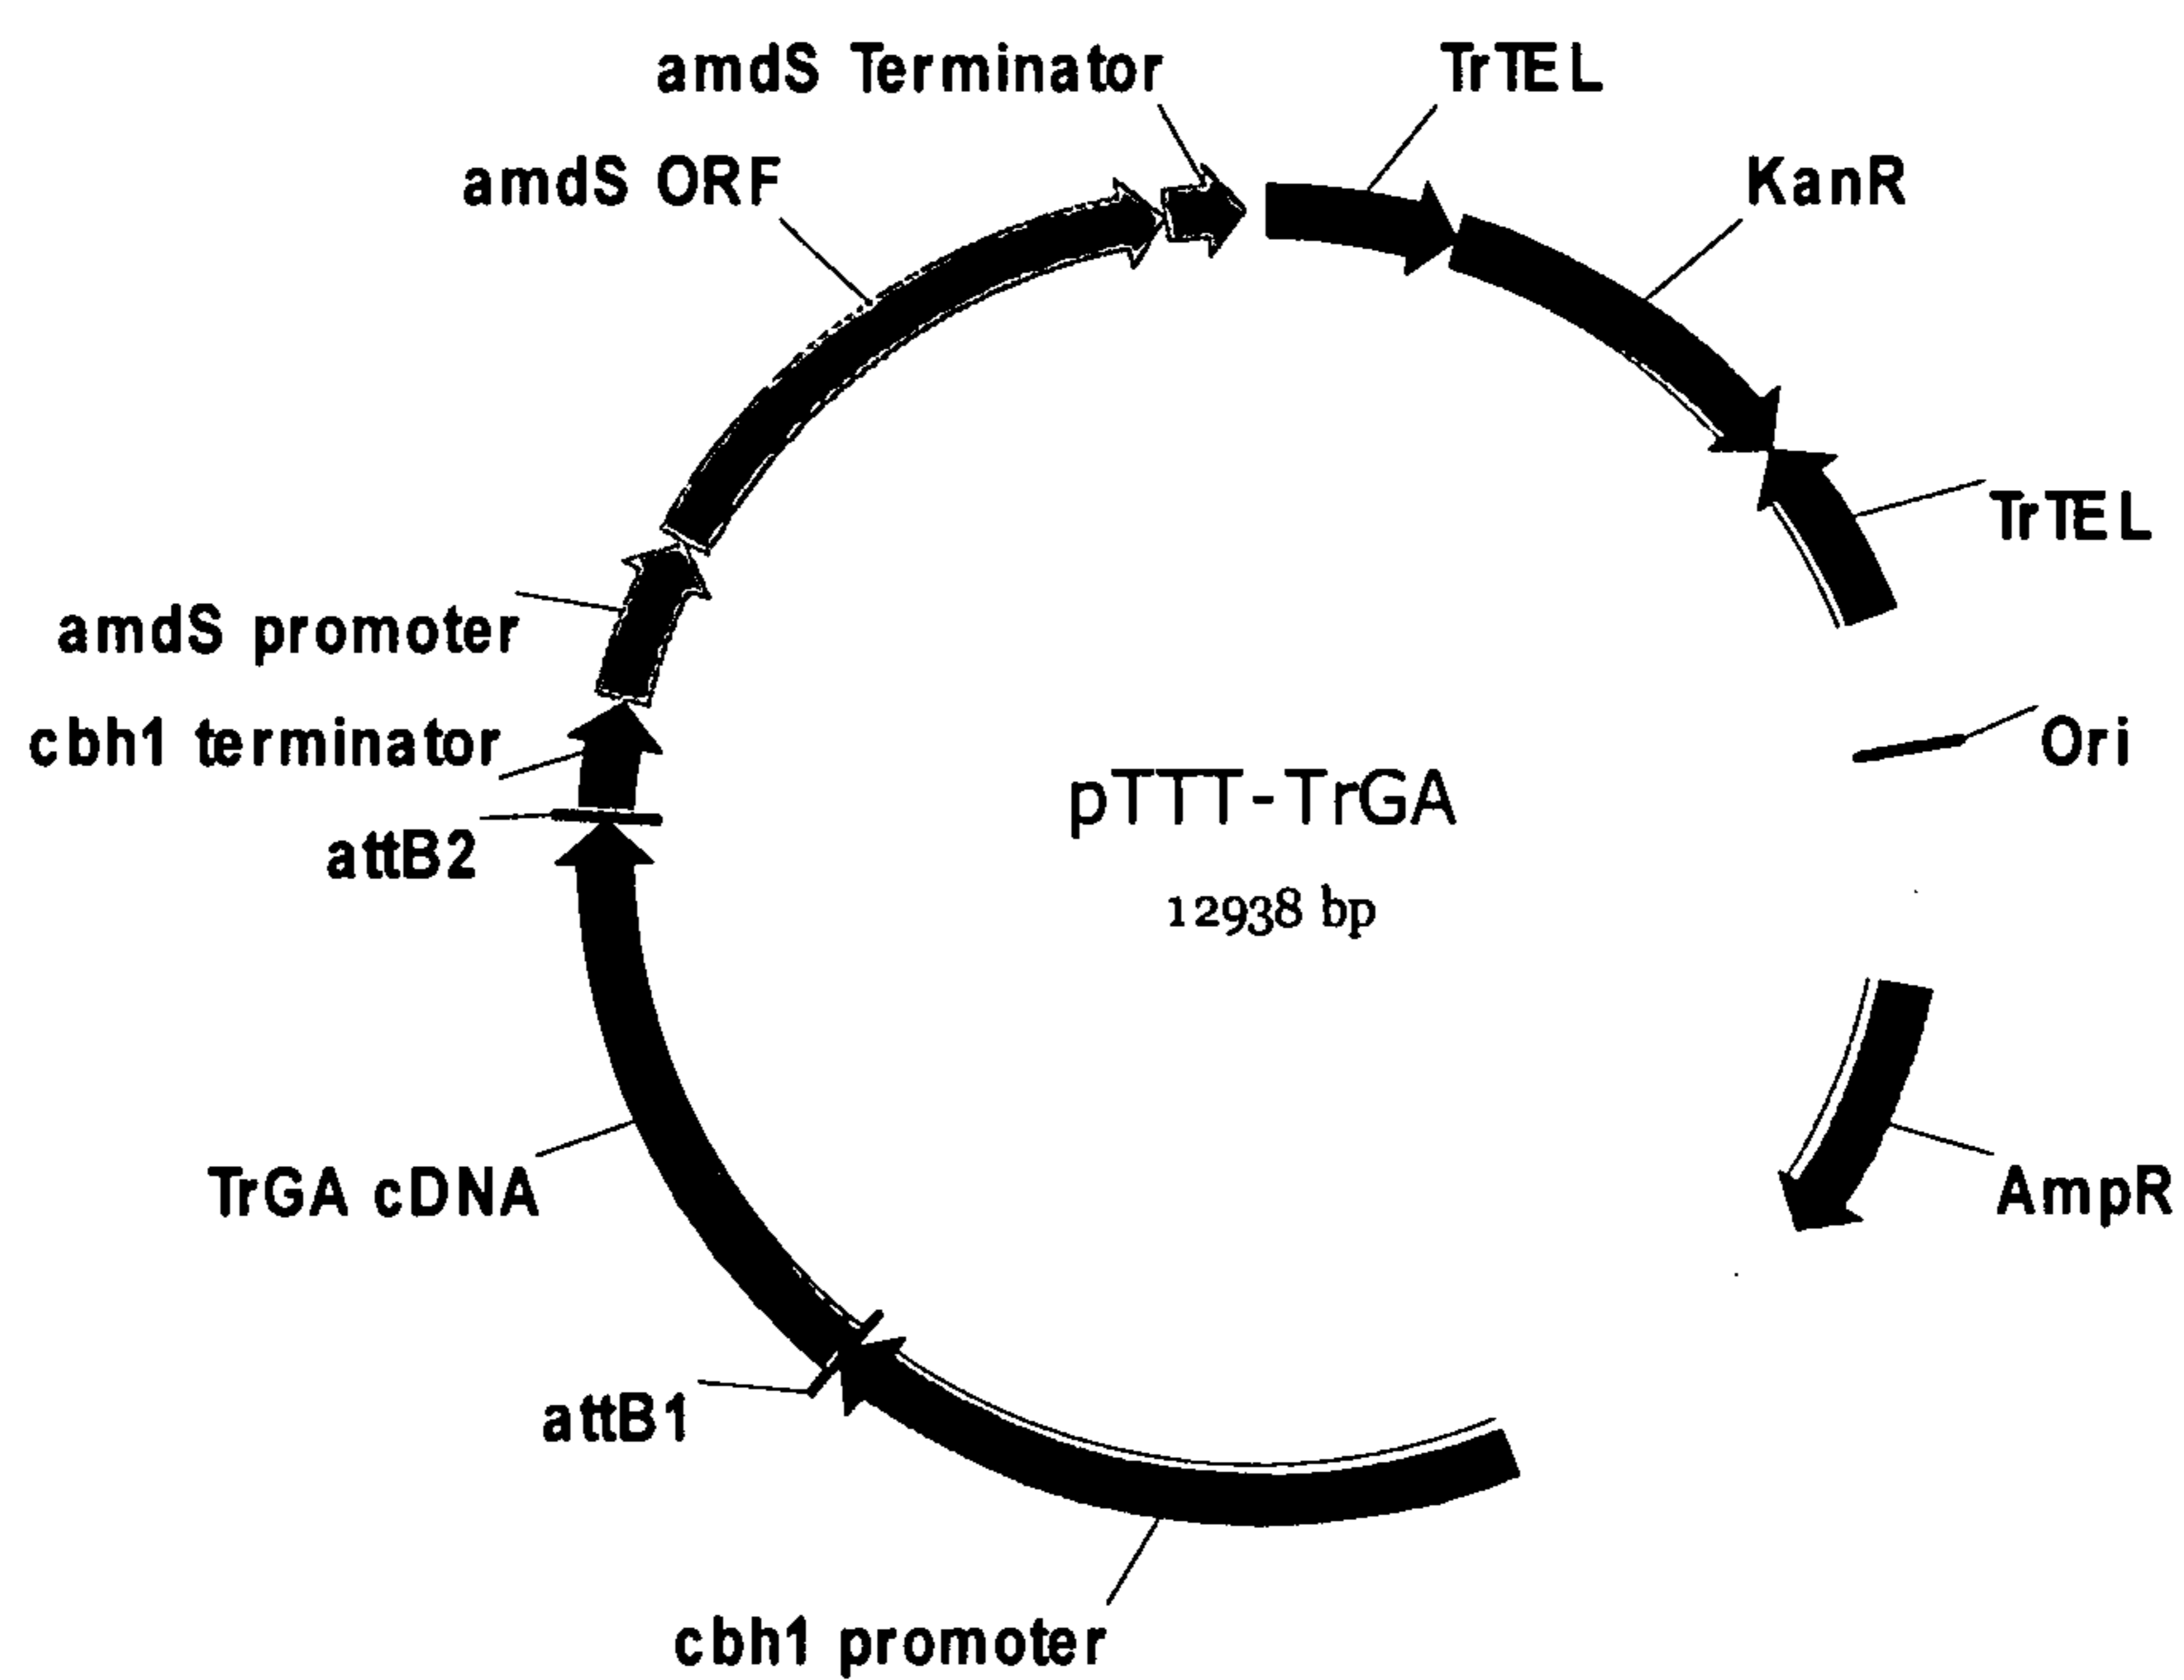 amdS Terminator
TrTEL
amdS ORF
KanR
TrTEL
amdS promoter
cbh1 terminator
Ori
pTTT-TrGA
attB2
12938 bp
TrGA cDNA
AmpR
attB1
cbh1 promoter